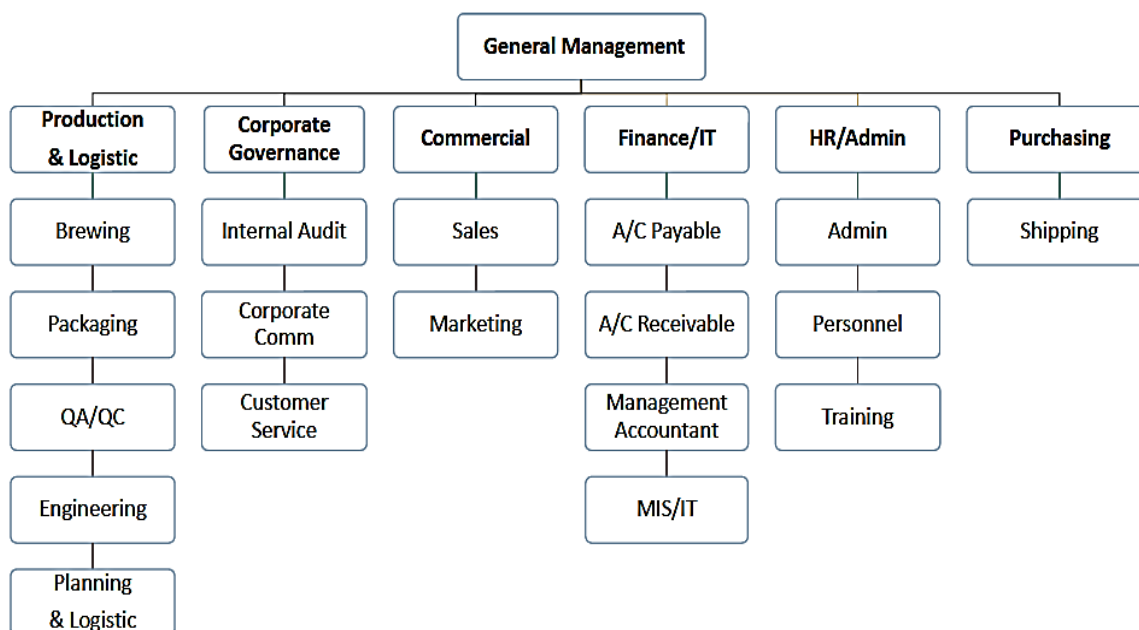 General Management
Production
& Logistic
Corporate
Governance
Commercial
Finance/IT
HR/Admin
Purchasing
Brewing
Internal Audit
Sales
A/C Payable
Admin
Shipping
Packaging
Corporate
Comm
Marketing
A/C Receivable
Personnel
QA/QC
Customer
Service
Management
Accountant
Training
Engineering
MIS/IT
Planning
& Logistic